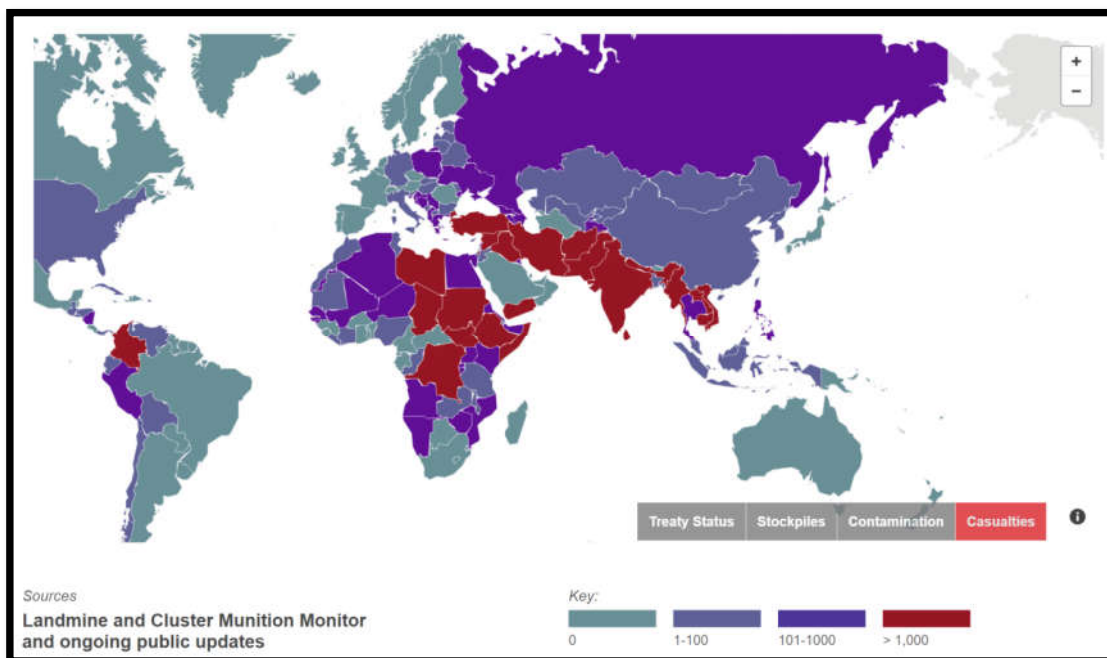 +
−
Treaty Status Stockpiles Contamination Casualties i
Sources
Landmine and Cluster Munition Monitor
and ongoing public updates
Key:
0 1-100 101-1000 > 1,000